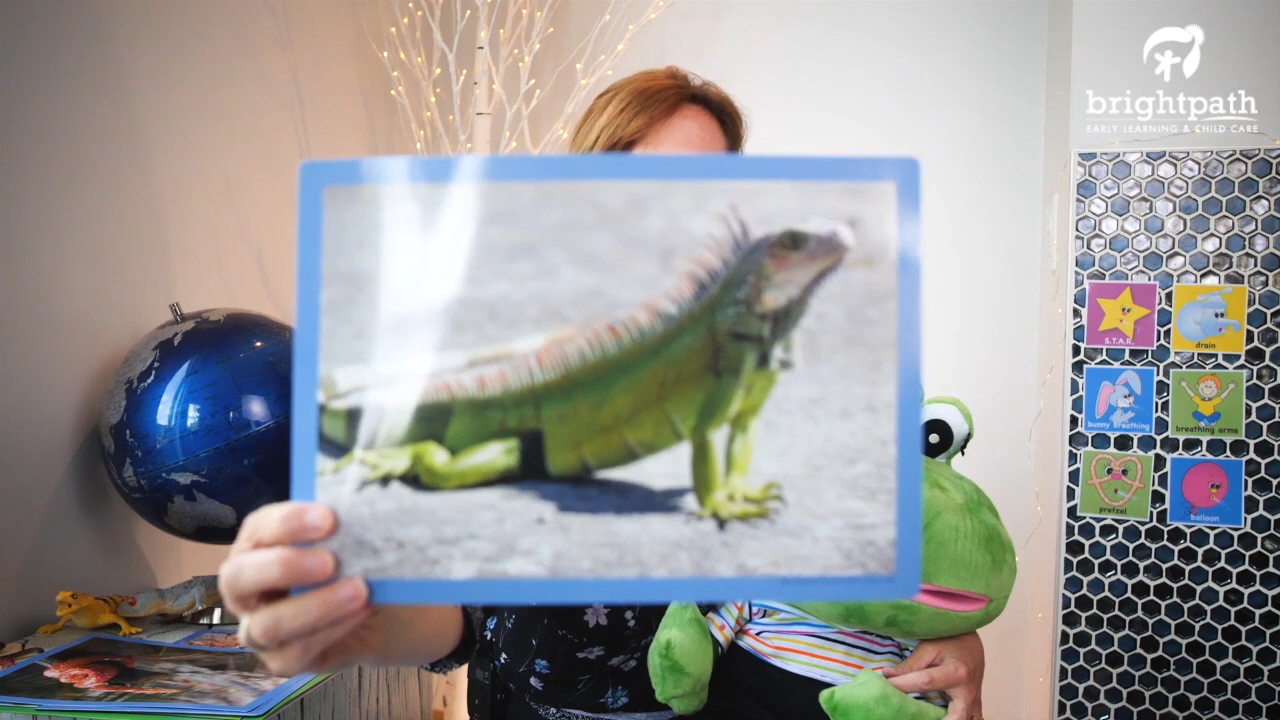 brightpath
EARLY LEARNING & CHILD CARE
S.T.A.R.
drain
bunny breathing
breathing arms
pretzel
balloon